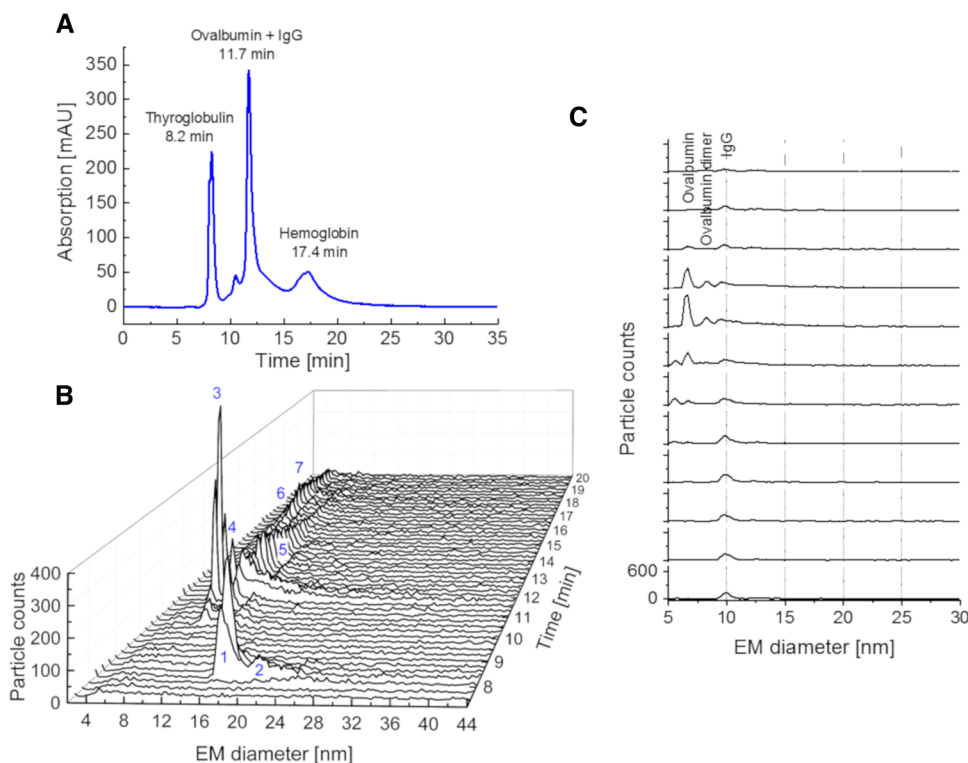 A
Ovalbumin + IgG
11.7 min
Thyroglobulin
8.2 min
Hemoglobin
17.4 min
350
300
250
200
150
100
50
0
Absorption [mAU]
0 5 10 15 20 25 30 35
Time [min]
B
3
7
6
4
5
1
2
400
300
200
100
0
Particle counts
4 8 12 16 20 24 28 32 36 40 44
EM diameter [nm]
8
9
10
11
12
13
14
15
16
17
18
19
20
Time [min]
C
Ovalbumin
Ovalbumin dimer
IgG
Particle counts
600
0
5 10 15 20 25 30
EM diameter [nm]